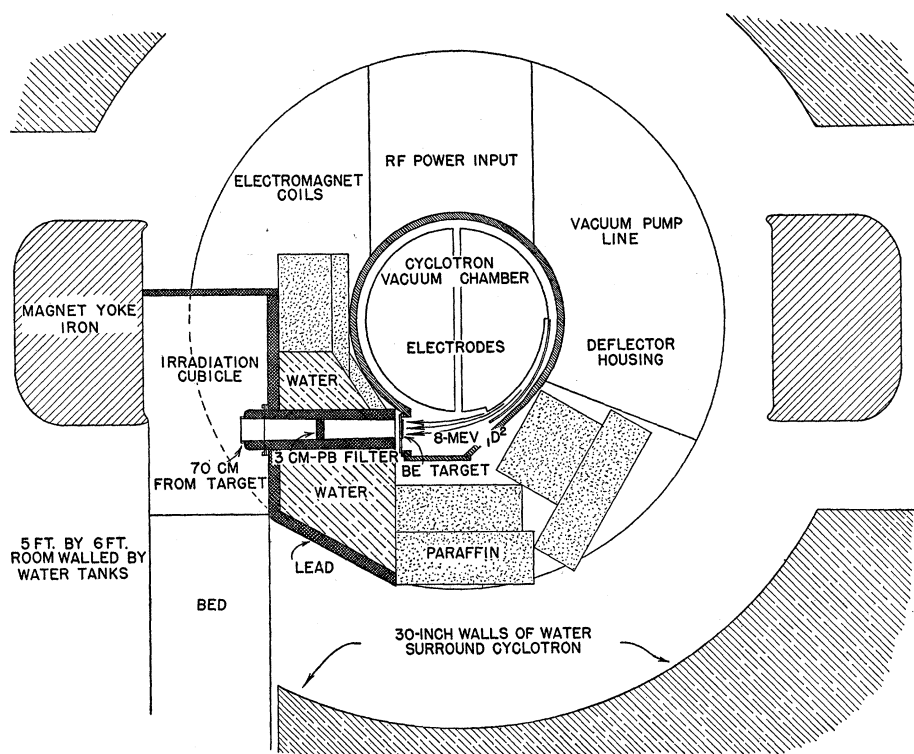 RF POWER INPUT
ELECTROMAGNET
COILS
VACUUM PUMP
LINE
CYCLOTRON
VACUUM CHAMBER
MAGNET YOKE
IRON
ELECTRODES
DEFLECTOR
HOUSING
IRRADIATION
CUBICLE
WATER
8-MEV ₁D²
3 CM-PB FILTER
BE TARGET
70 CM
FROM TARGET
WATER
5 FT. BY 6 FT.
ROOM WALLED BY
WATER TANKS
LEAD
PARAFFIN
BED
30-INCH WALLS OF WATER
SURROUND CYCLOTRON